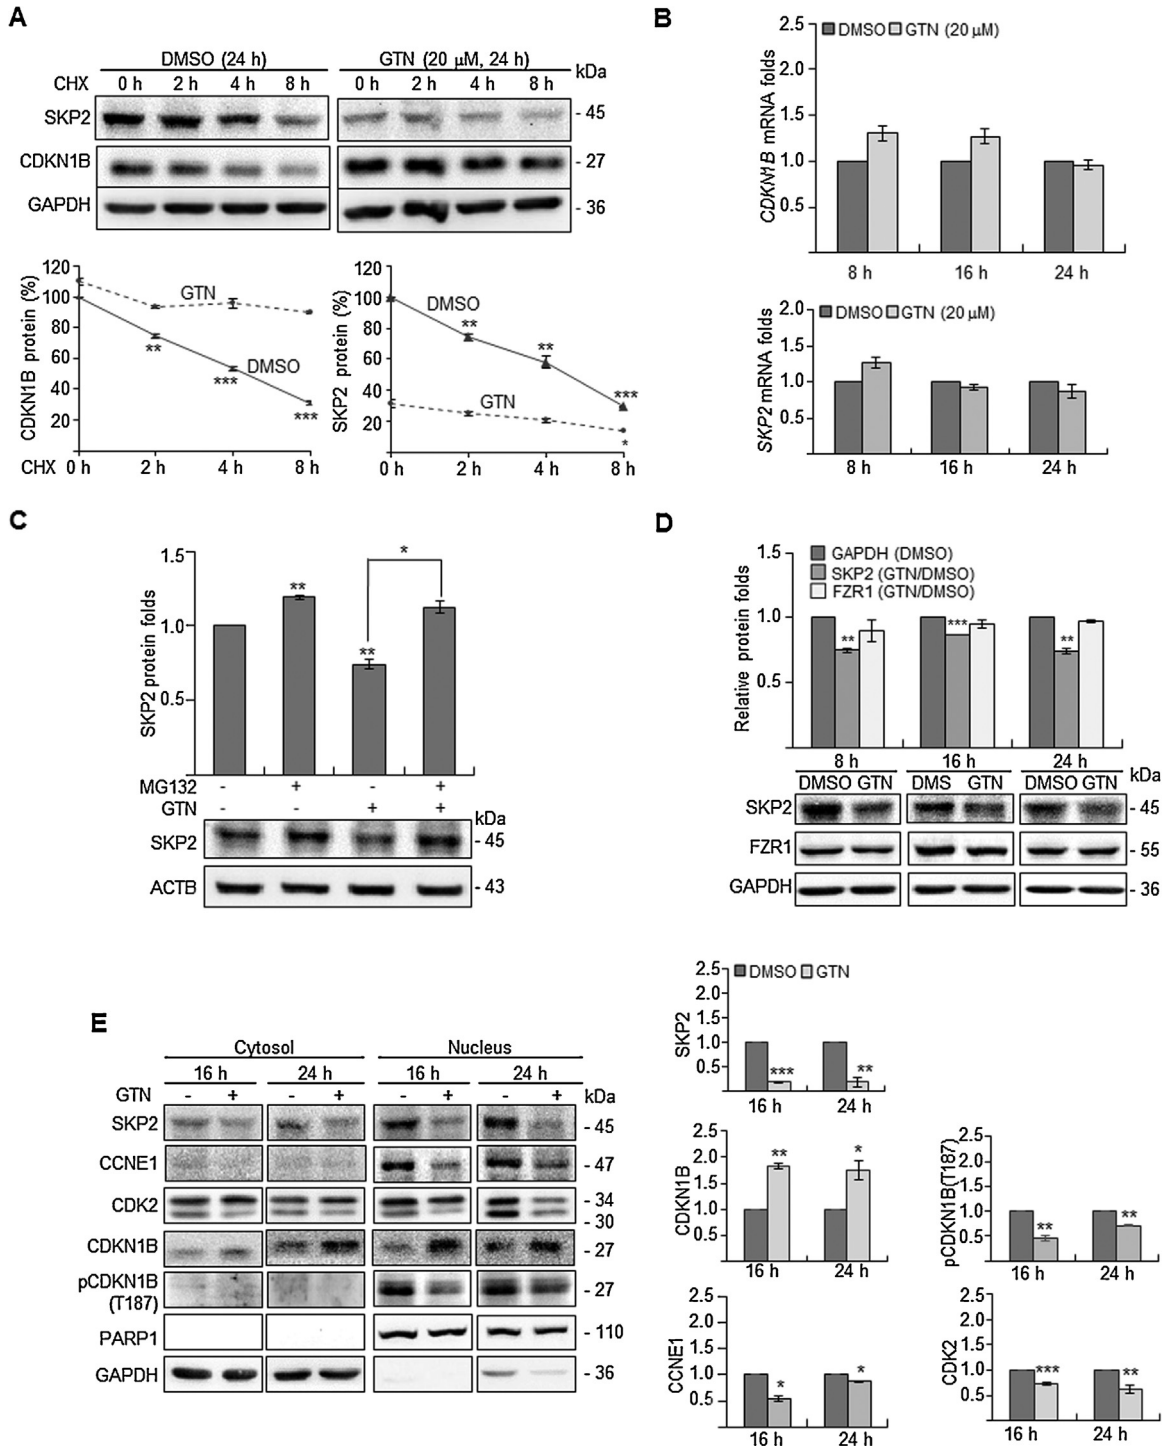 A
DMSO (24 h) GTN (20 µM, 24 h)
CHX 0 h 2 h 4 h 8 h 0 h 2 h 4 h 8 h kDa
SKP2 - 45
CDKN1B - 27
GAPDH - 36
CDKN1B protein (%)
120
100
80
60
40
20
GTN
DMSO
**
***
***
CHX 0 h 2 h 4 h 8 h
SKP2 protein (%)
120
100
80
60
40
20
DMSO
**
**
***
GTN
*
0 h 2 h 4 h 8 h
B
CDKN1B mRNA folds
2.5
2.0
1.5
1.0
0.5
DMSO GTN (20 µM)
8 h 16 h 24 h
SKP2 mRNA folds
2.0
1.5
1.0
0.5
DMSO GTN (20 µM)
8 h 16 h 24 h
C
SKP2 protein folds
1.5
1.0
0.5
**
**
*
MG132 - + - +
GTN - - + +
kDa
SKP2 - 45
ACTB - 43
D
Relative protein folds
1.5
1.0
0.5
GAPDH (DMSO)
SKP2 (GTN/DMSO)
FZR1 (GTN/DMSO)
** *** **
8 h 16 h 24 h
DMSO GTN DMS GTN DMSO GTN kDa
SKP2 - 45
FZR1 - 55
GAPDH - 36
E
Cytosol Nucleus
16 h 24 h 16 h 24 h
GTN - + - + - + - + kDa
SKP2 - 45
CCNE1 - 47
CDK2 - 34
- 30
CDKN1B - 27
pCDKN1B - 27
(T187)
PARP1 - 110
GAPDH - 36
DMSO GTN
SKP2
2.5
2.0
1.5
1.0
0.5
*** **
16 h 24 h
CDKN1B
2.5
2.0
1.5
1.0
0.5
** *
16 h 24 h
pCDKN1B(T187)
2.5
2.0
1.5
1.0
0.5
** **
16 h 24 h
CCNE1
2.5
2.0
1.5
1.0
0.5
* *
16 h 24 h
CDK2
2.5
2.0
1.5
1.0
0.5
*** **
16 h 24 h